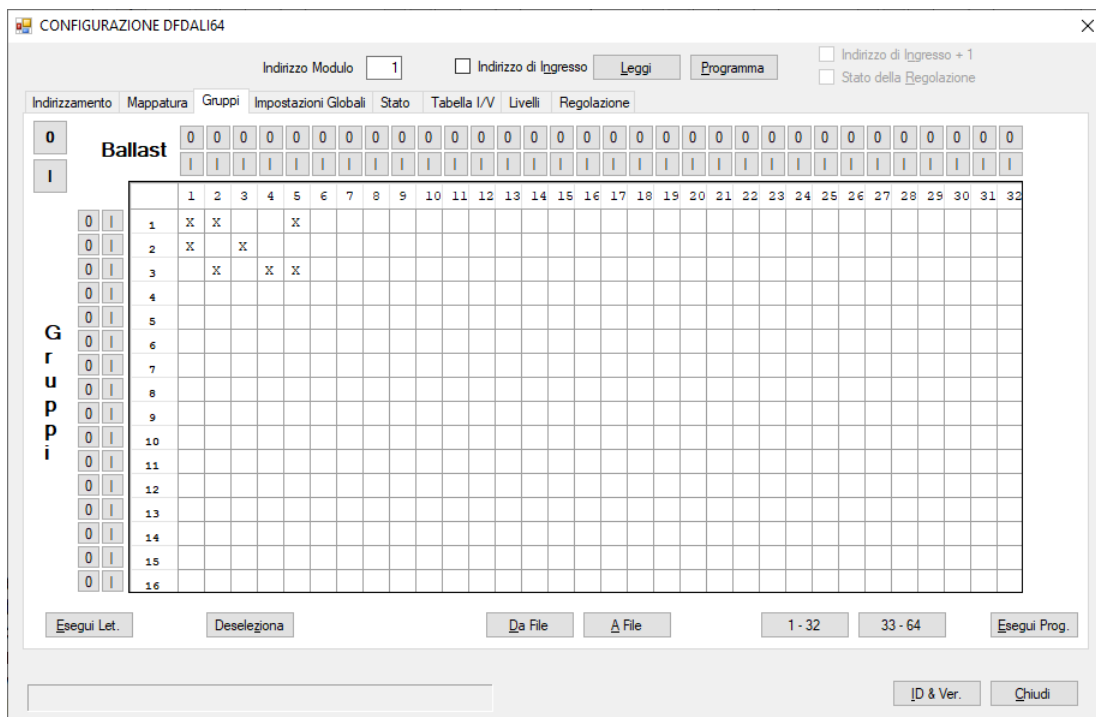 CONFIGURAZIONE DFDALI64
Indirizzo Modulo 1 Indirizzo di Ingresso Leggi Programma
Indirizzo di Ingresso + 1
Stato della Regolazione
Indirizzamento Mappatura Gruppi Impostazioni Globali Stato Tabella I/V Livelli Regolazione
0
I
Ballast
0 0 0 0 0 0 0 0 0 0 0 0 0 0 0 0 0 0 0 0 0 0 0 0 0 0 0 0 0 0 0 0
I I I I I I I I I I I I I I I I I I I I I I I I I I I I I I I I
1 2 3 4 5 6 7 8 9 10 11 12 13 14 15 16 17 18 19 20 21 22 23 24 25 26 27 28 29 30 31 32
Gruppi
0 I 1 X X X
0 I 2 X X
0 I 3 X X X
0 I 4
0 I 5
0 I 6
0 I 7
0 I 8
0 I 9
0 I 10
0 I 11
0 I 12
0 I 13
0 I 14
0 I 15
0 I 16
Esegui Let. Deseleziona Da File A File 1 - 32 33 - 64 Esegui Prog.
ID & Ver. Chiudi